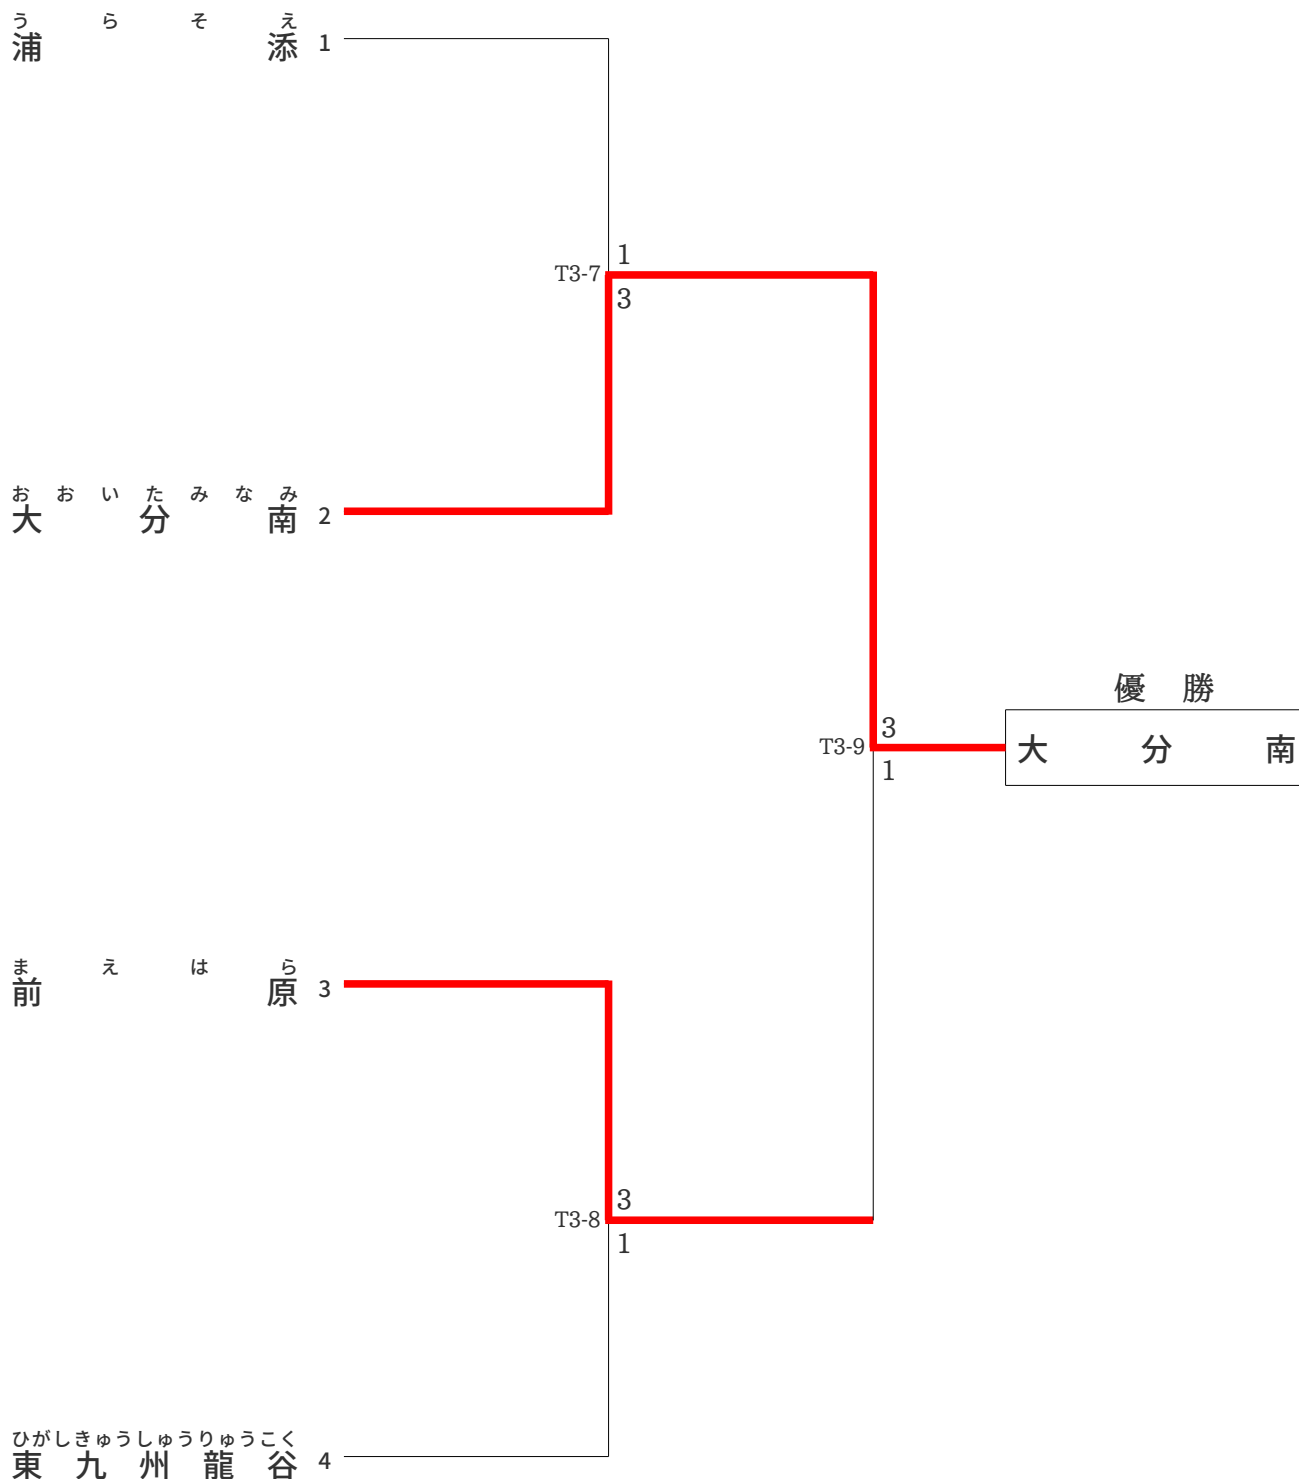 うらそえ
浦添 1
1
T3-7
3
おおいたみなみ
大分南 2
優勝
3
T3-9
大分南
1
まえはら
前原 3
3
T3-8
1
ひがしきゅうしゅうりゅうこく
東九州龍谷 4